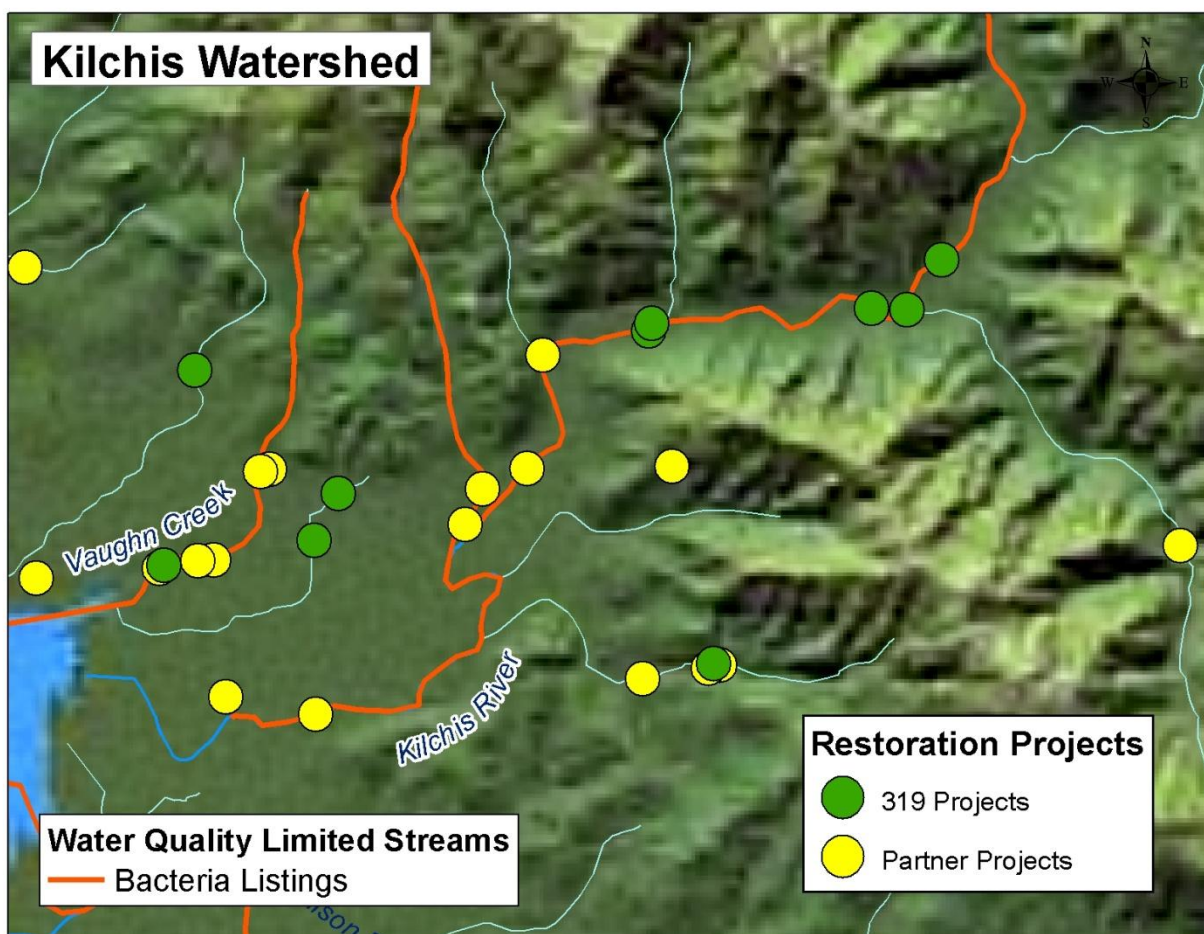 Kilchis Watershed
N
W E
S
Vaughn Creek
Kilchis River
Restoration Projects
319 Projects
Partner Projects
Water Quality Limited Streams
Bacteria Listings